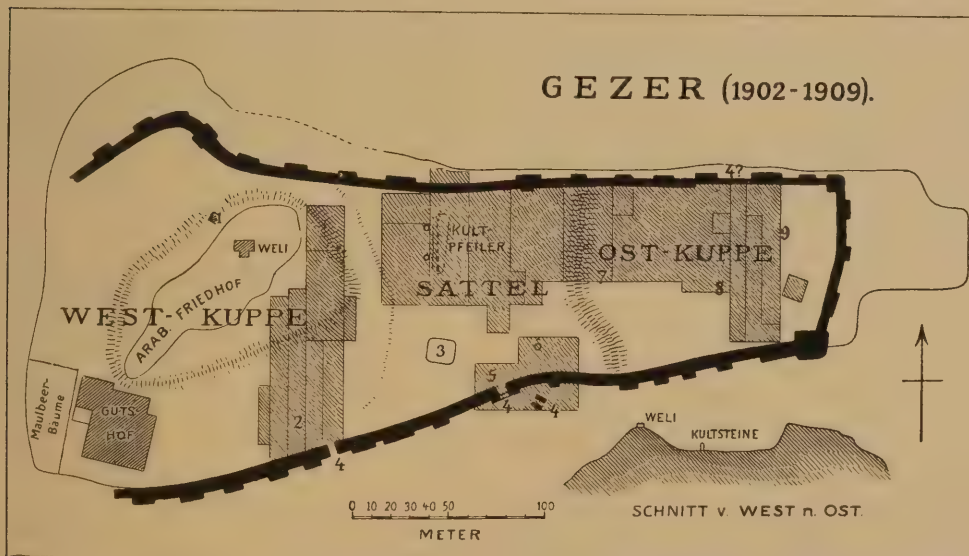 GEZER (1902-1909).
4?
1
WELI
KULT-
PFEILER
OST-KUPPE
9
7
8
SATTEL
WEST-KUPPE
ARAB. FRIEDHOF
3
6
5
4
4
2
4
Maulbeer-
Bäume
GUTS
HOF
WELI
KULTSTEINE
SCHNITT v. WEST n. OST.
0 10 20 30 40 50 100
METER